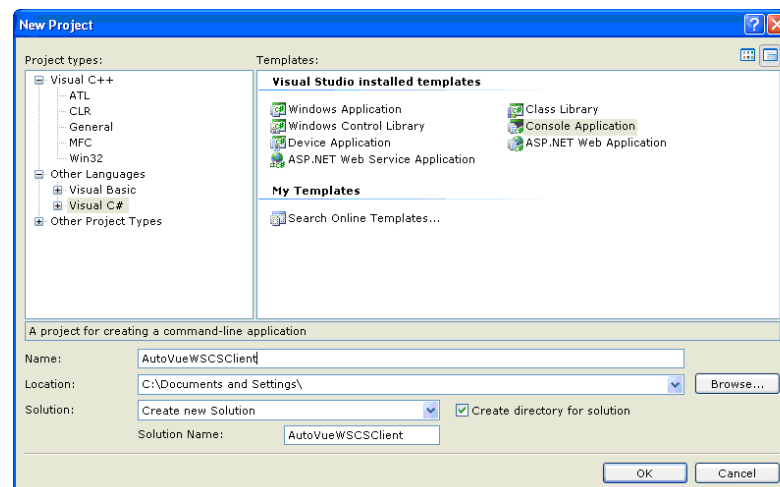 New Project
Project types:
Templates:
Visual C++
ATL
CLR
General
MFC
Win32
Other Languages
Visual Basic
Visual C#
Other Project Types
Visual Studio installed templates
Windows Application
Class Library
Windows Control Library
Console Application
Device Application
ASP.NET Web Application
ASP.NET Web Service Application
My Templates
Search Online Templates...
A project for creating a command-line application
Name: AutoVueWSCSClient
Location: C:\Documents and Settings\ Browse...
Solution: Create new Solution Create directory for solution
Solution Name: AutoVueWSCSClient
OK Cancel